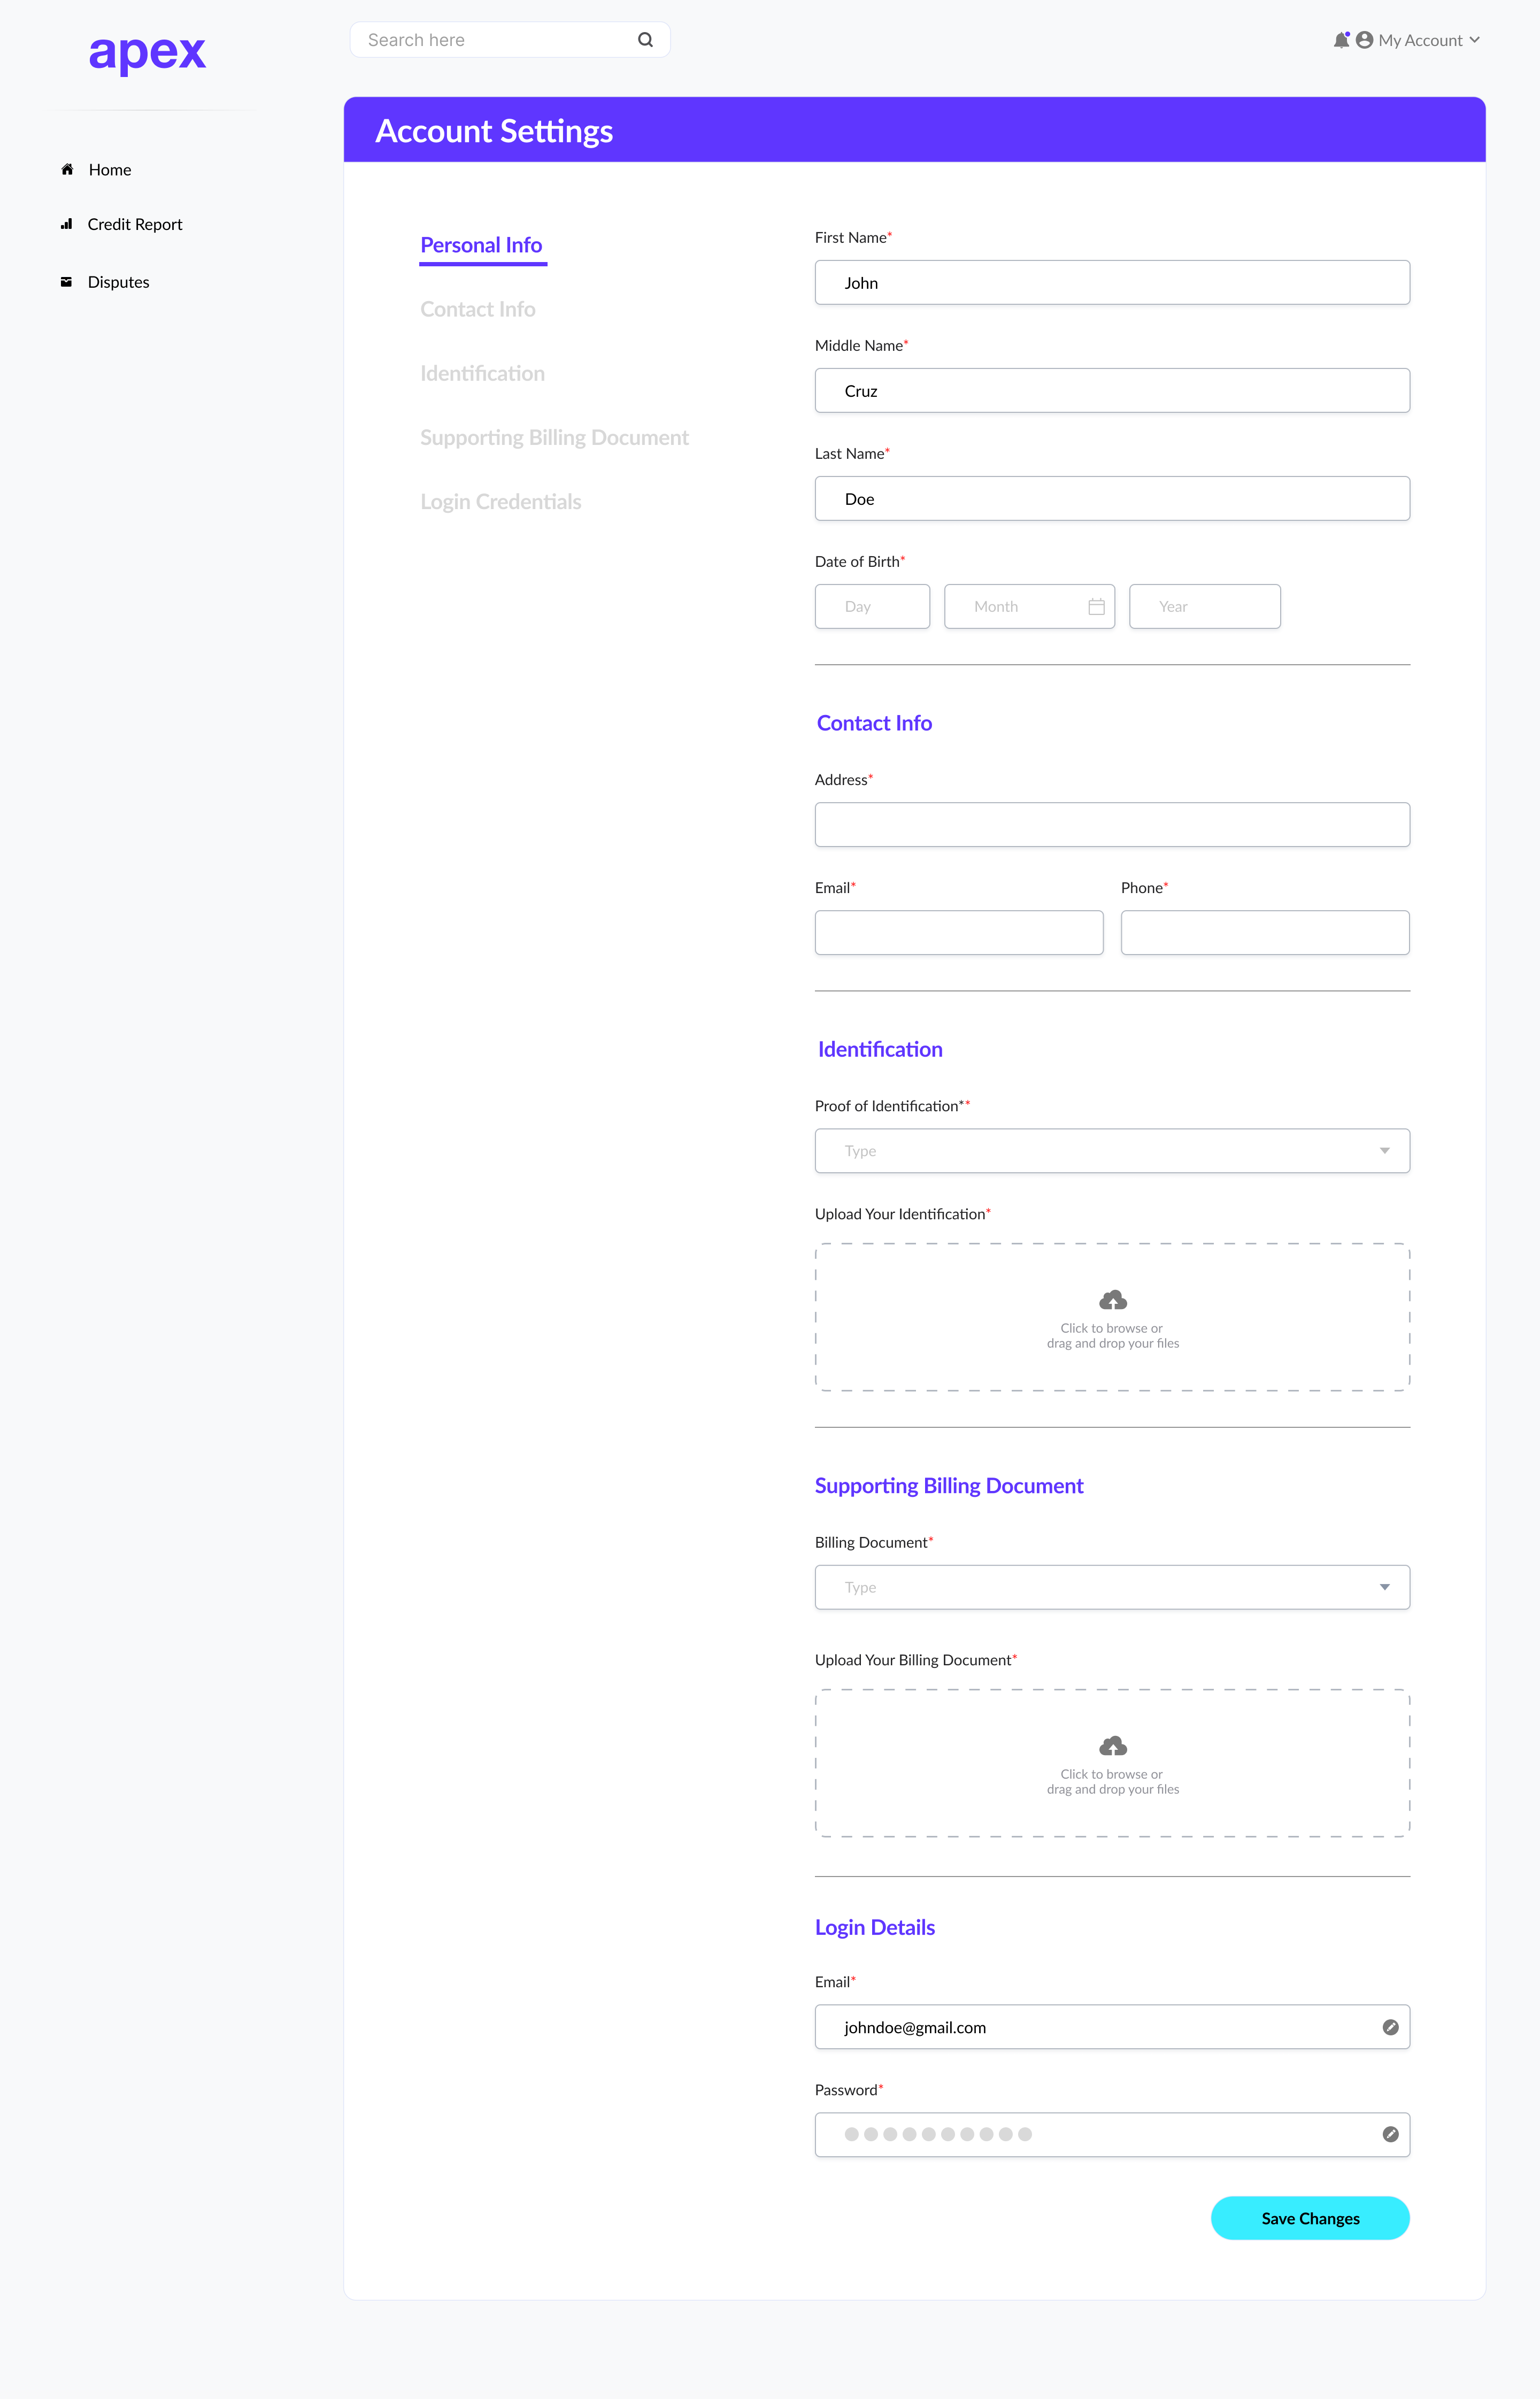 apex
Search here
My Account
Account Settings
Home
Credit Report
Disputes
Personal Info
Contact Info
Identification
Supporting Billing Document
Login Credentials
First Name*
John
Middle Name*
Cruz
Last Name*
Doe
Date of Birth*
Day Month Year
Contact Info
Address*
Email* Phone*
Identification
Proof of Identification**
Type
Upload Your Identification*
Click to browse or
drag and drop your files
Supporting Billing Document
Billing Document*
Type
Upload Your Billing Document*
Click to browse or
drag and drop your files
Login Details
Email*
johndoe@gmail.com
Password*
Save Changes